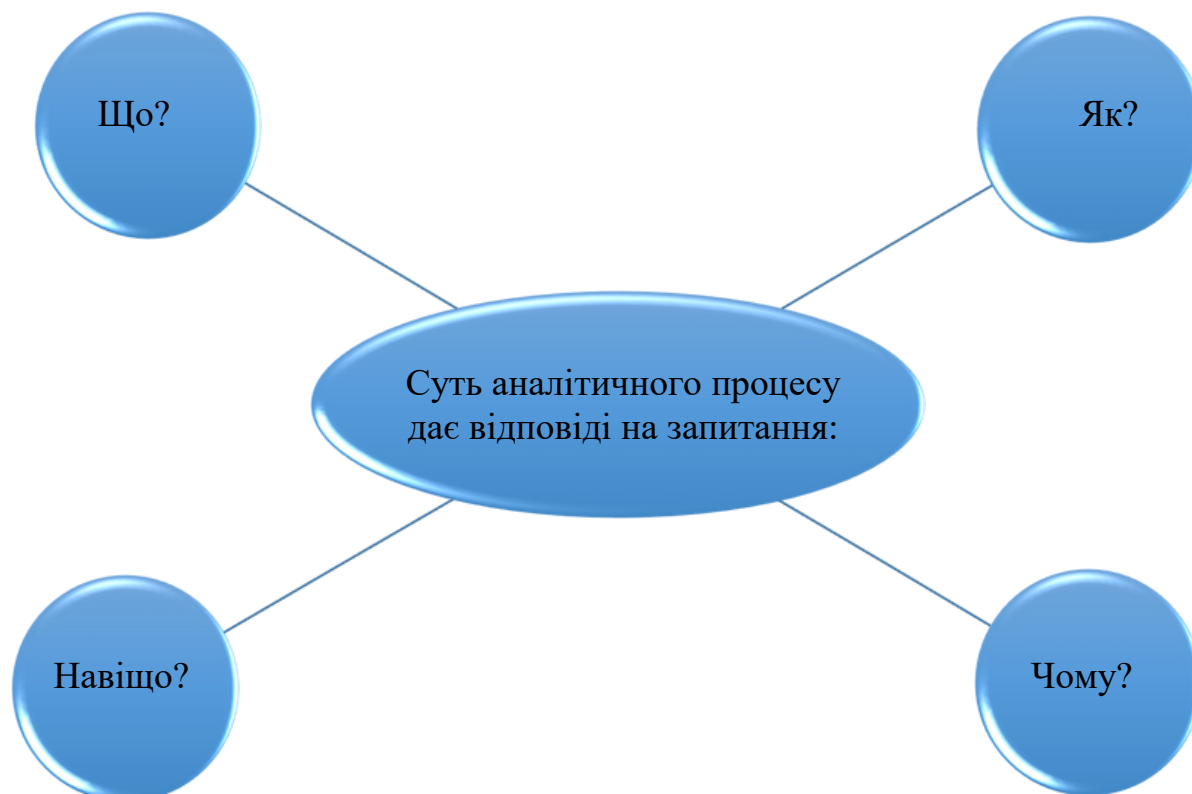 Що?
Як?
Суть аналітичного процесу
дає відповіді на запитання:
Навіщо?
Чому?